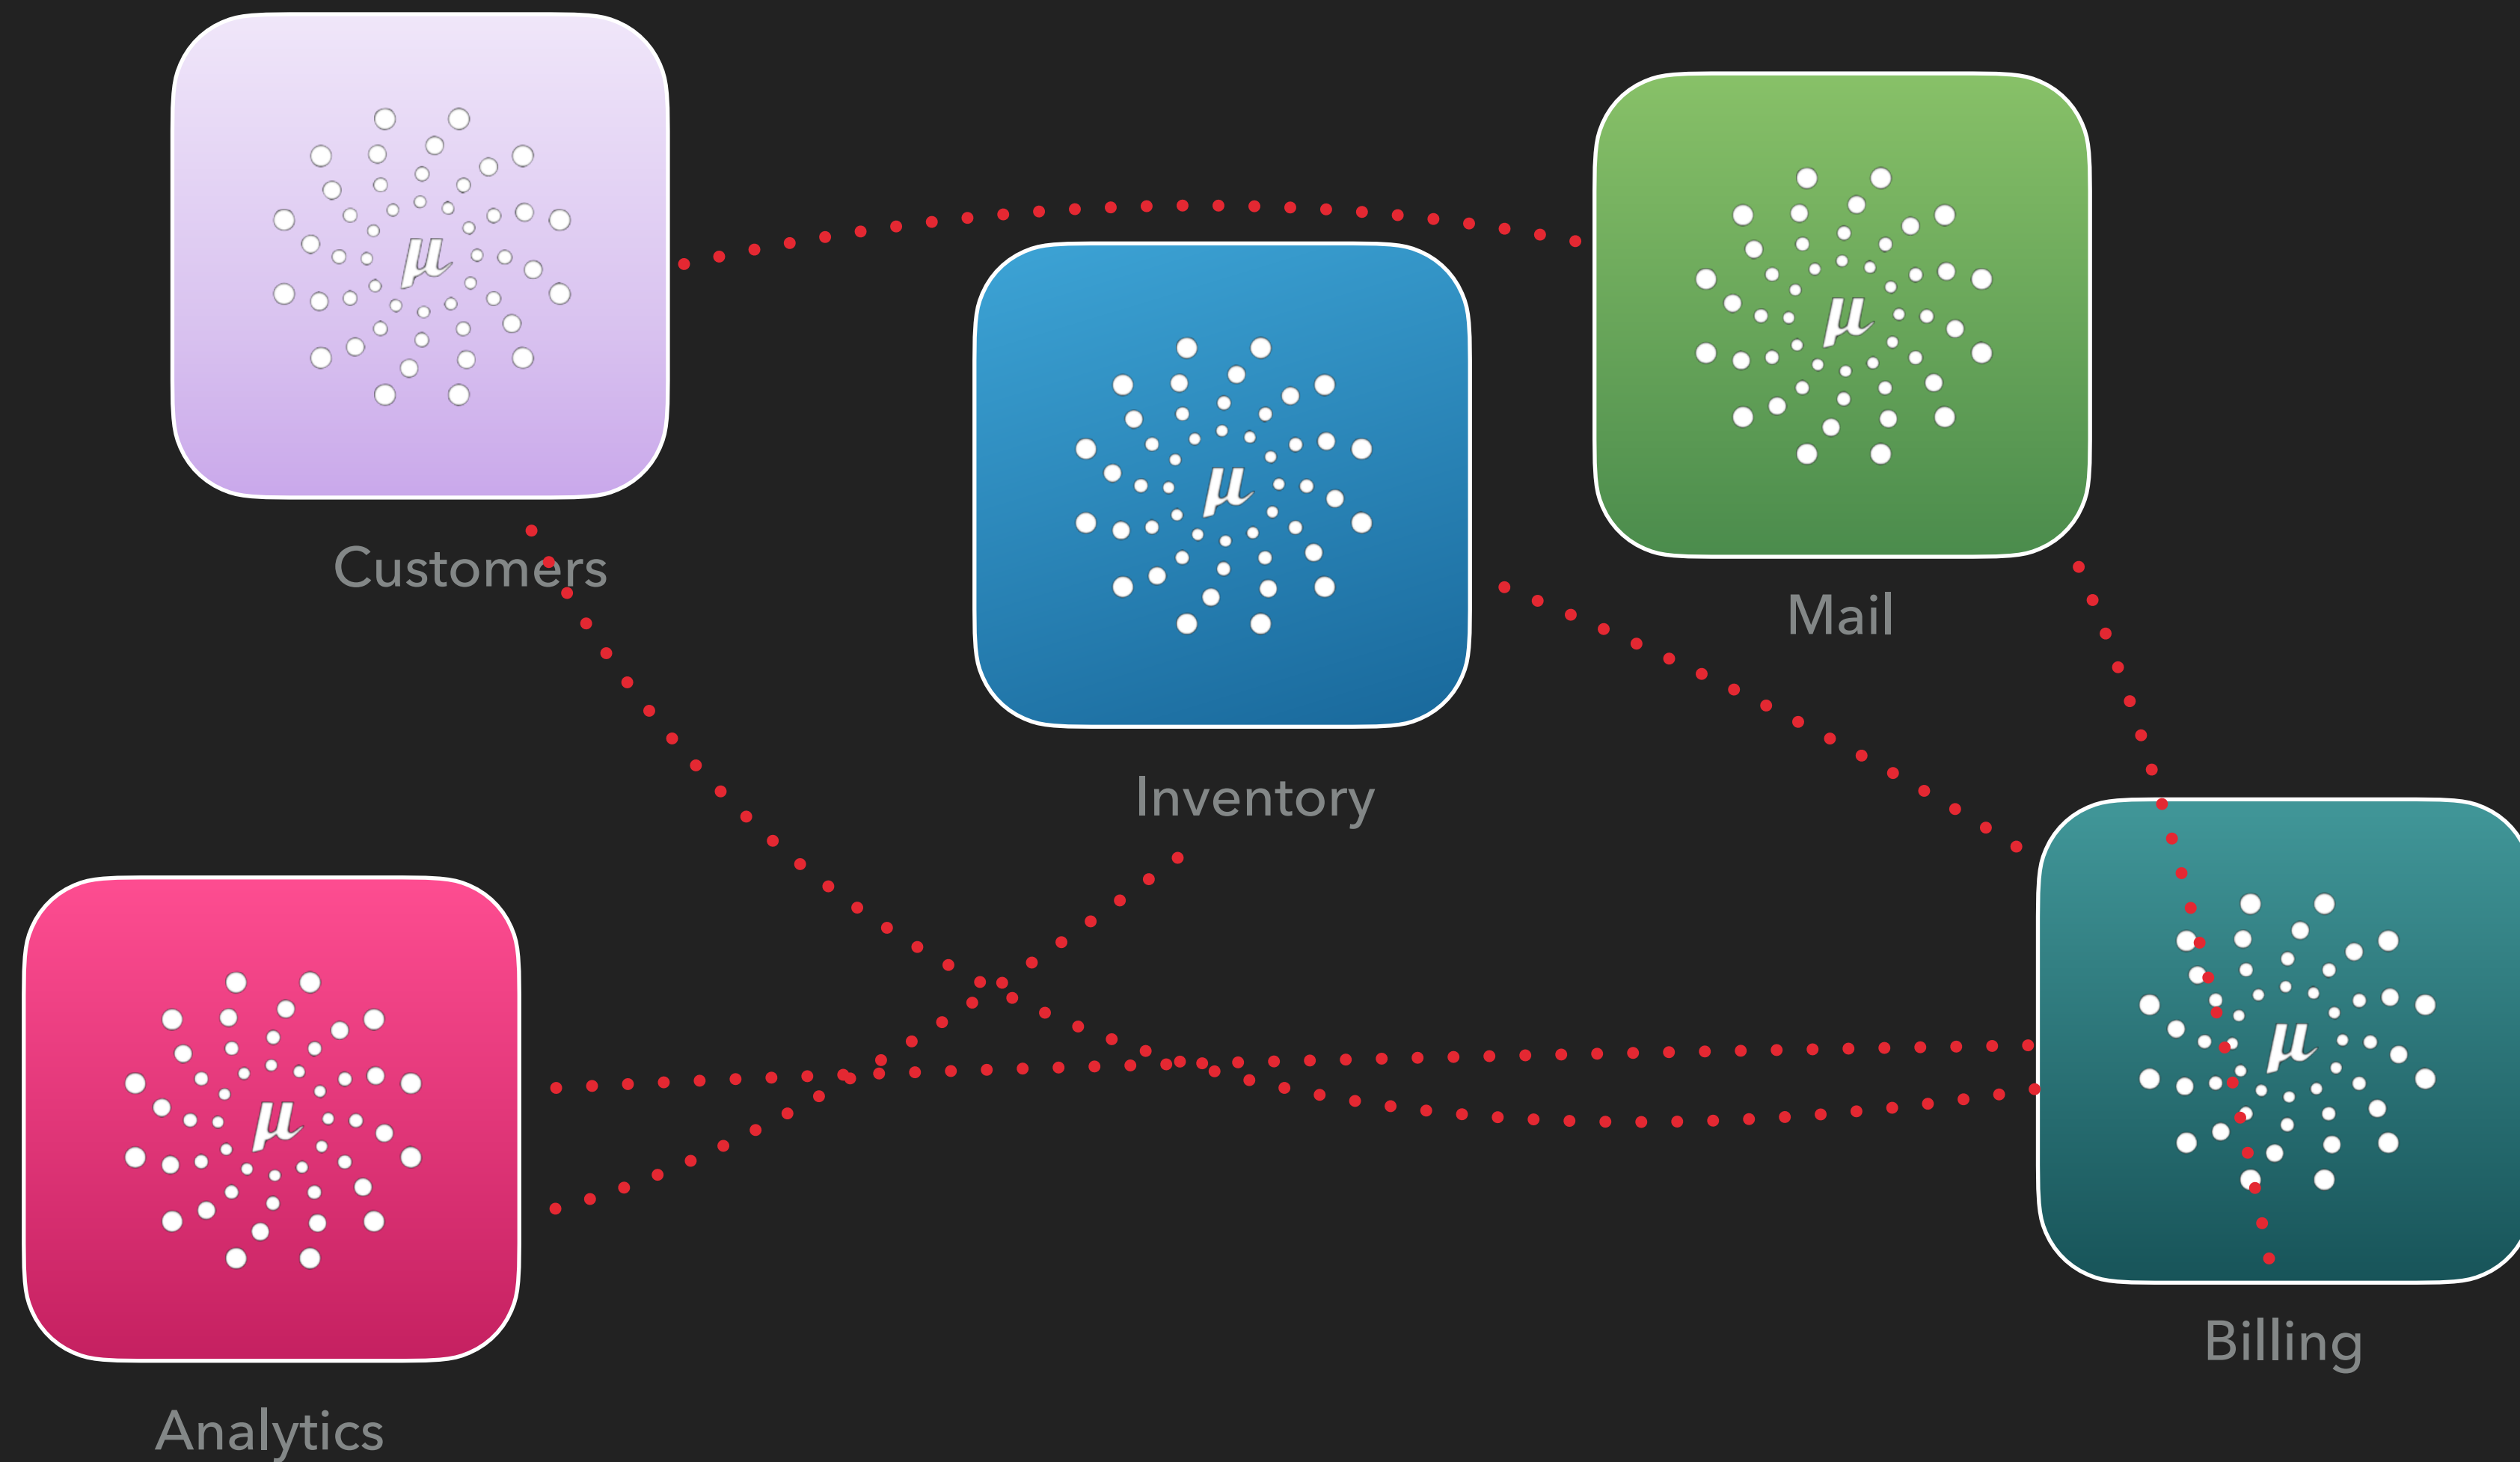 μ
Customers
μ
Inventory
μ
Mail
μ
Analytics
μ
Billing